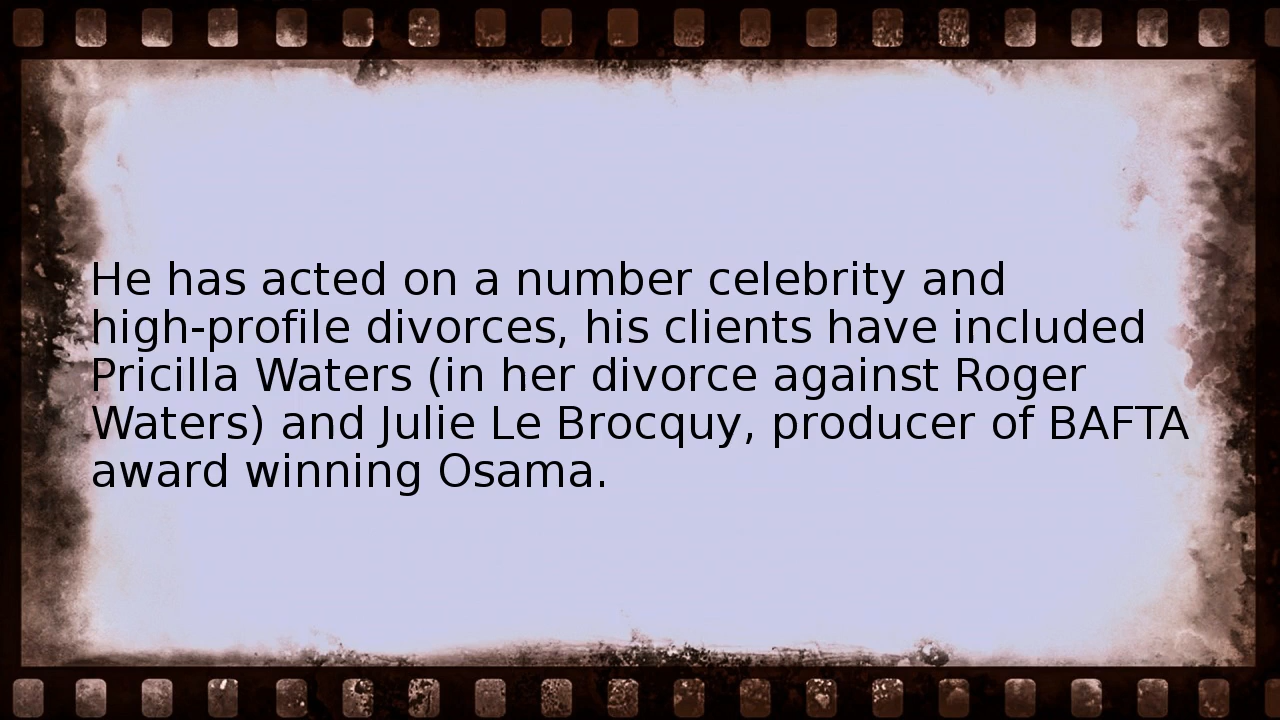 He has acted on a number celebrity and
high-profile divorces, his clients have included
Pricilla Waters (in her divorce against Roger
Waters) and Julie Le Brocquy, producer of BAFTA
award winning Osama.